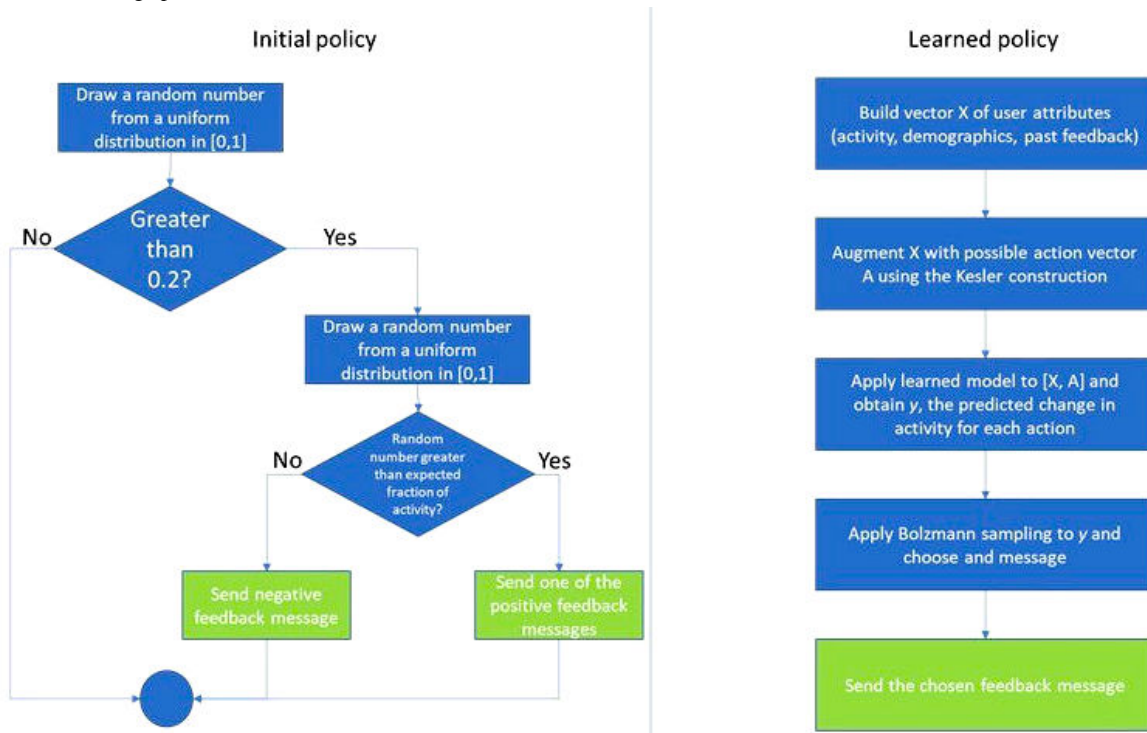 Initial policy
Draw a random number
from a uniform
distribution in [0,1]
Greater
than
0.2?
No
Yes
Draw a random number
from a uniform
distribution in [0,1]
Random
number greater
than expected
fraction of
activity?
No
Yes
Send negative
feedback message
Send one of the
positive feedback
messages
Learned policy
Build vector X of user attributes
(activity, demographics, past feedback)
Augment X with possible action vector
A using the Kesler construction
Apply learned model to [X, A] and
obtain y, the predicted change in
activity for each action
Apply Bolzmann sampling to y and
choose and message
Send the chosen feedback message